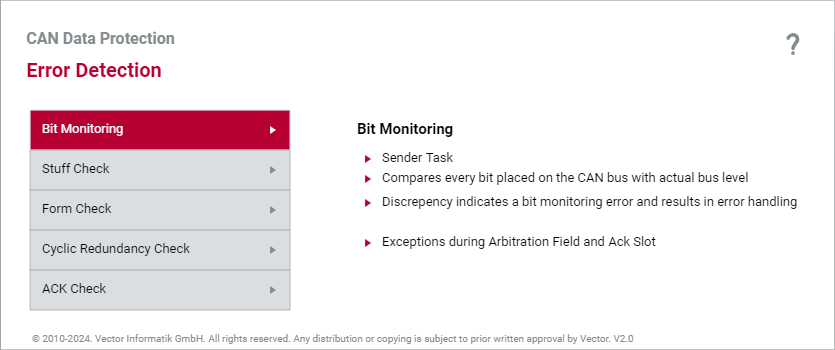 CAN Data Protection
?
Error Detection
Bit Monitoring
Stuff Check
Form Check
Cyclic Redundancy Check
ACK Check
Bit Monitoring
Sender Task
Compares every bit placed on the CAN bus with actual bus level
Discrepancy indicates a bit monitoring error and results in error handling
Exceptions during Arbitration Field and Ack Slot
© 2010-2024. Vector Informatik GmbH. All rights reserved. Any distribution or copying is subject to prior written approval by Vector. V2.0